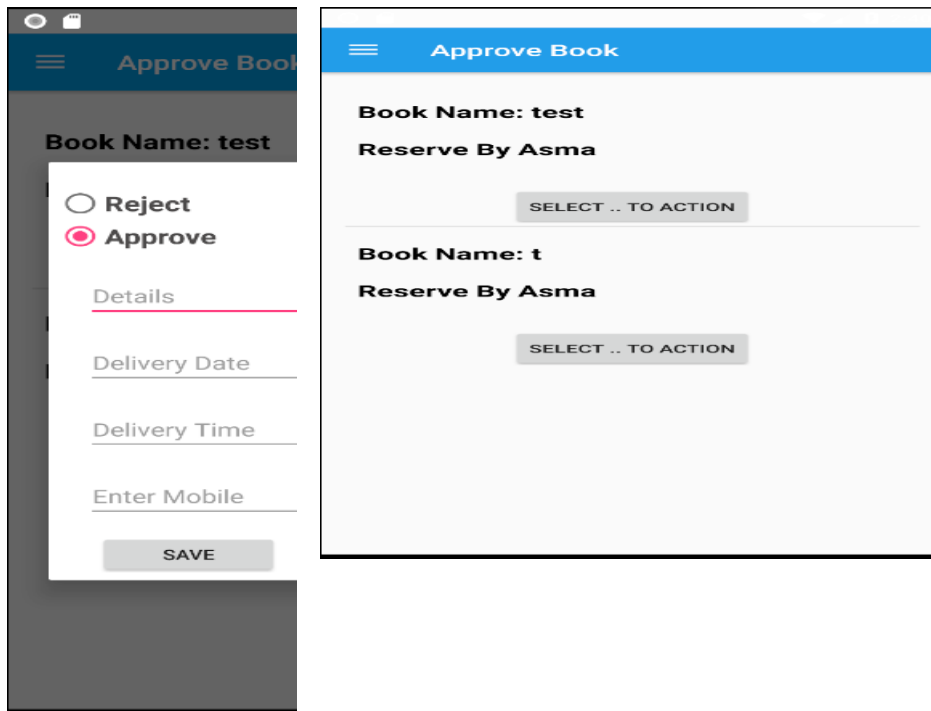 Approve Boo
Book Name: test
Reject
Approve
Details
Delivery Date
Delivery Time
Enter Mobile
SAVE
Approve Book
Book Name: test
Reserve By Asma
SELECT .. TO ACTION
Book Name: t
Reserve By Asma
SELECT .. TO ACTION